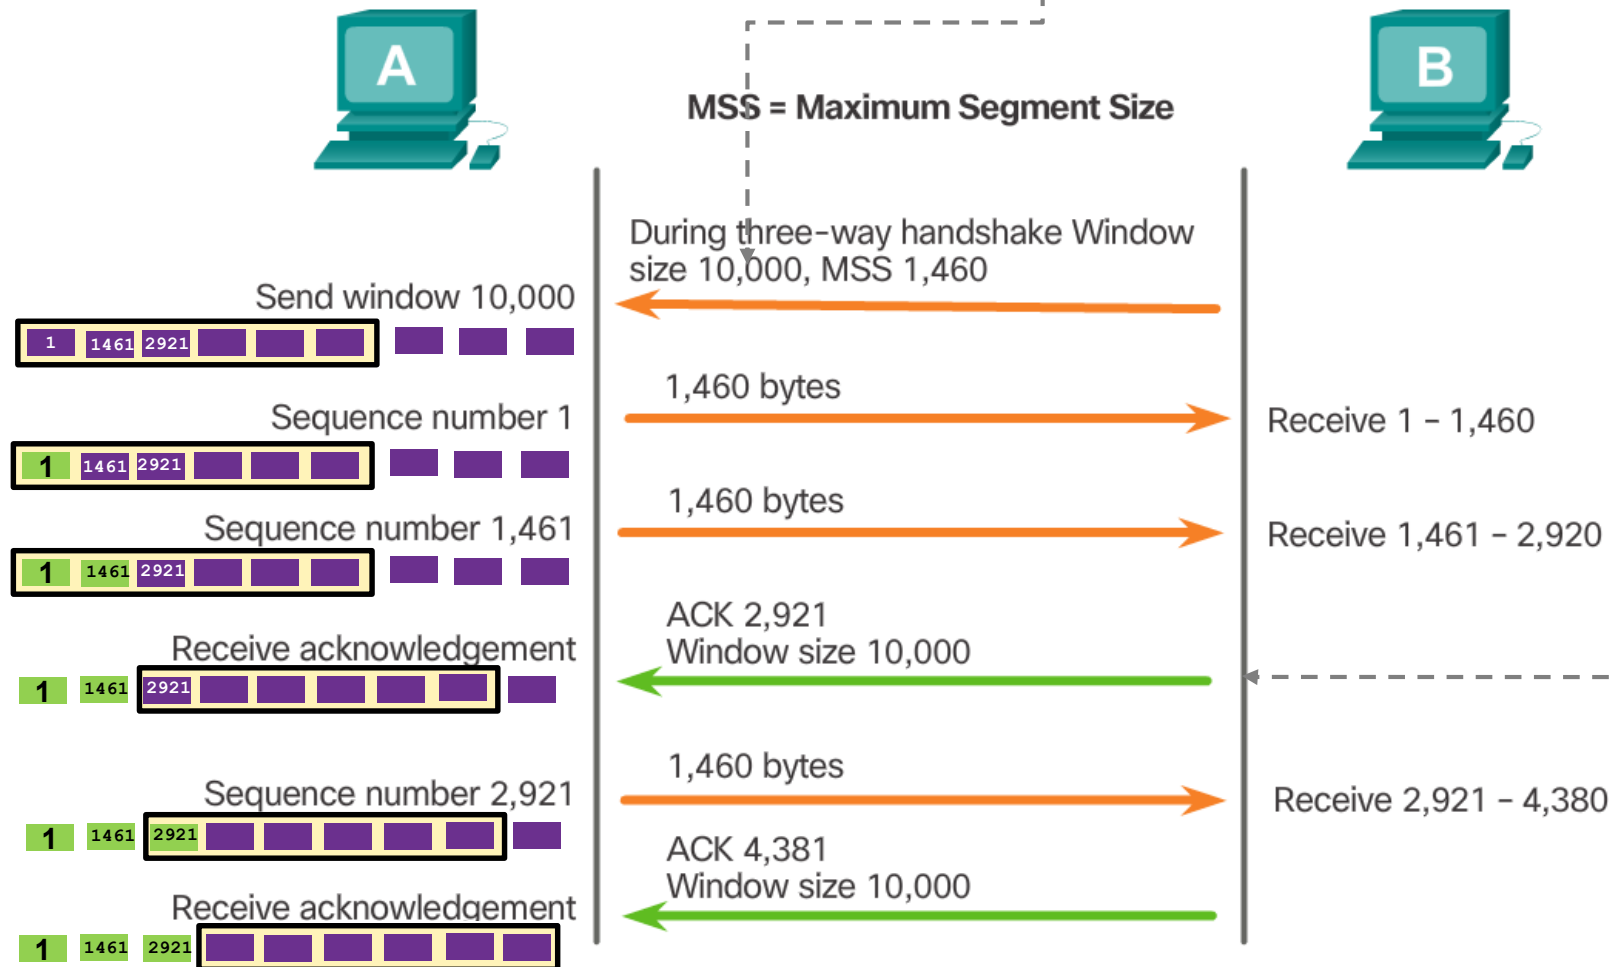 A
B
MSS = Maximum Segment Size
During three-way handshake Window
size 10,000, MSS 1,460
Send window 10,000
1 1461 2921
1,460 bytes
Sequence number 1
Receive 1 – 1,460
1 1461 2921
1,460 bytes
Sequence number 1,461
Receive 1,461 – 2,920
1 1461 2921
ACK 2,921
Window size 10,000
Receive acknowledgement
1 1461 2921
1,460 bytes
Sequence number 2,921
Receive 2,921 – 4,380
1 1461 2921
ACK 4,381
Window size 10,000
Receive acknowledgement
1 1461 2921